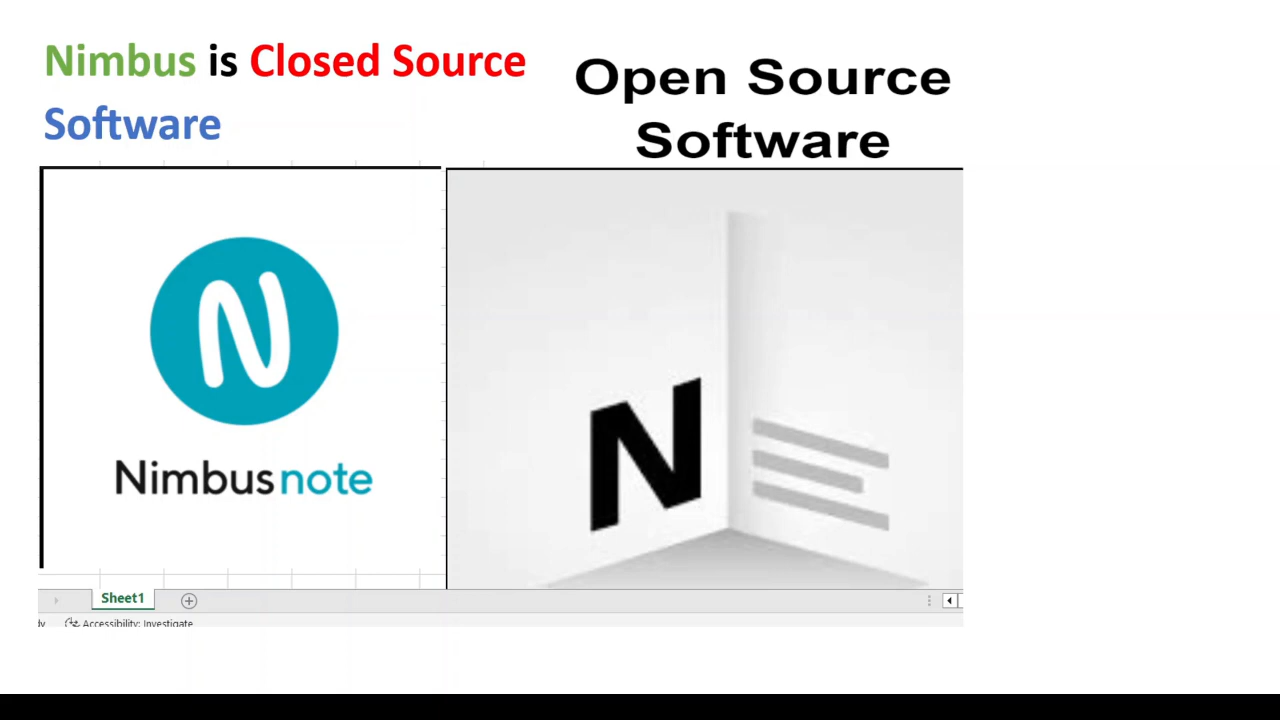 Nimbus is Closed Source
Software
Open Source
Software
N
Nimbus note
N
Sheet1
Accessibility: Investigate